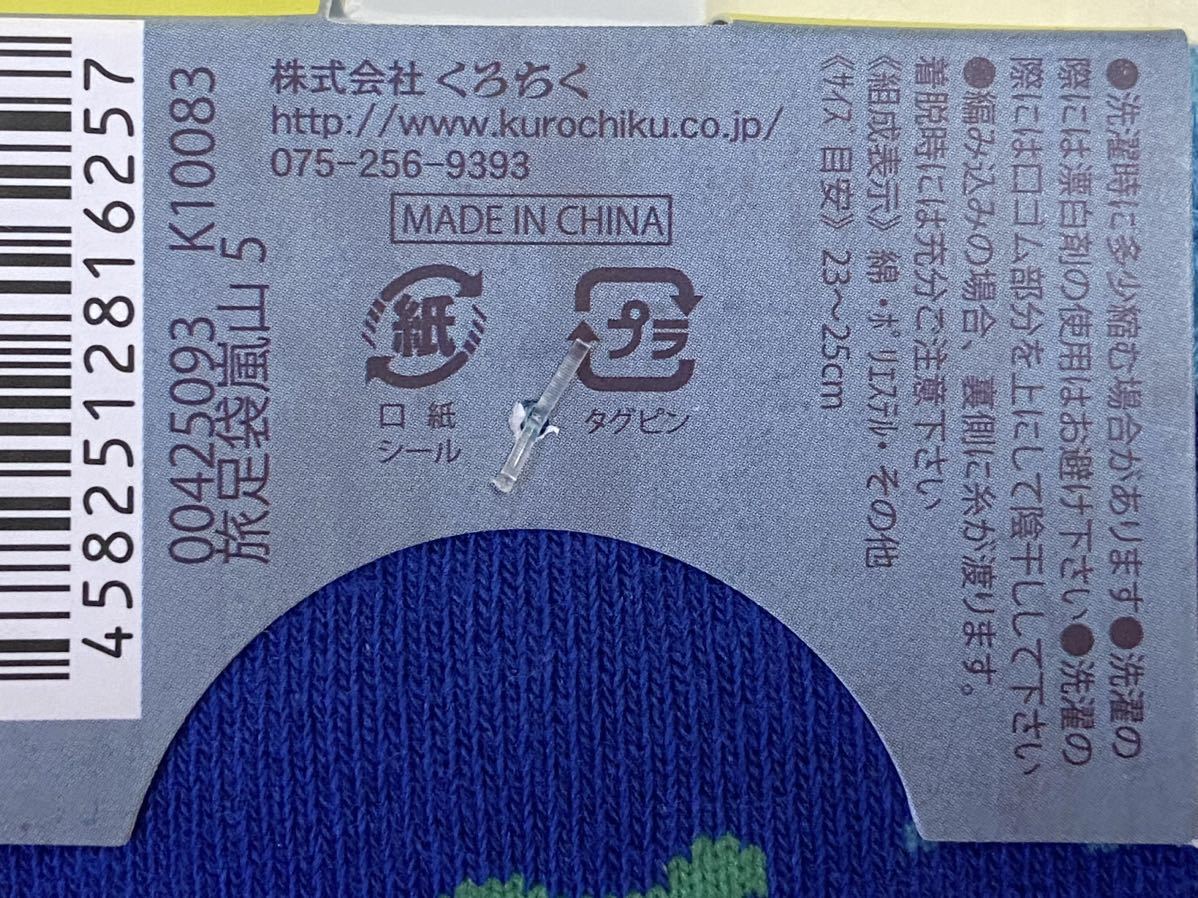 株式会社 くろちく
http://www.kurochiku.co.jp/
075-256-9393
MADE IN CHINA
紙
口 紙
シール
プラ
タグピン
●洗濯時に多少縮む場合があります●洗濯の
際には漂白剤の使用はお避け下さい●洗濯の
際には口ゴム部分を上にして陰干しして下さい
●編み込みの場合、裏側に糸が渡ります。
着脱時には充分ご注意下さい
《組成表示》 綿・ポリエステル・その他
《サイズ目安》 23〜25cm
00425093 K10083
旅足袋嵐山 5
4582512816257